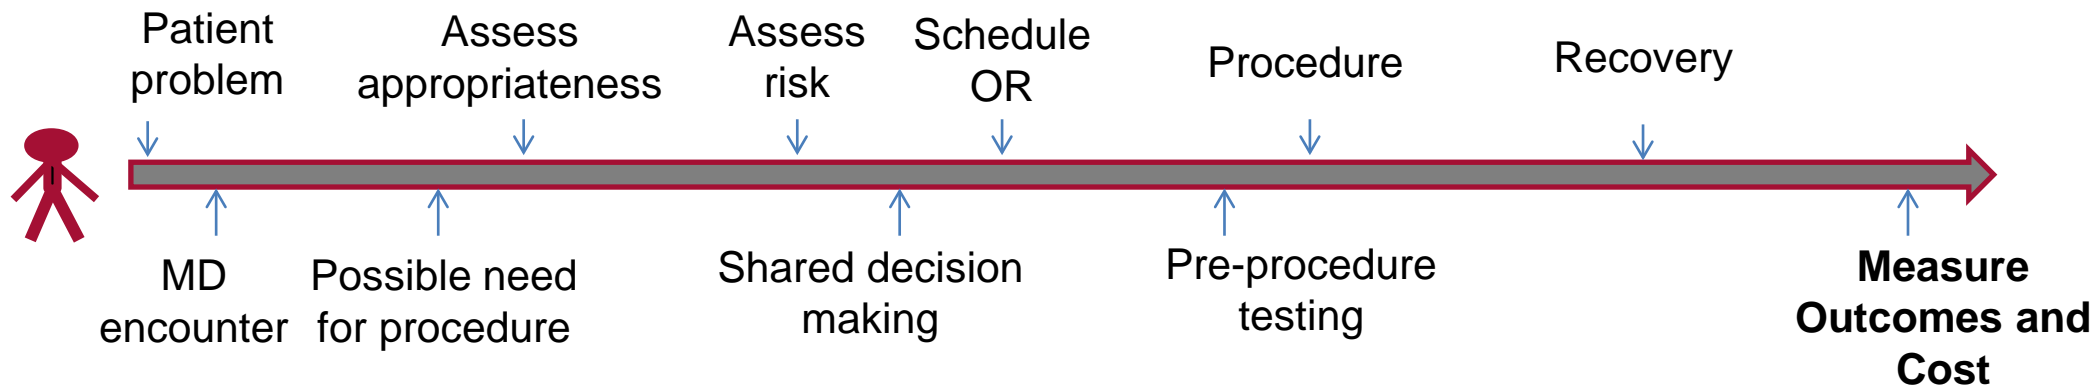 Patient
problem
Assess
appropriateness
Assess
risk
Schedule
OR
Procedure
Recovery
MD
encounter
Possible need
for procedure
Shared decision
making
Pre-procedure
testing
Measure
Outcomes and
Cost